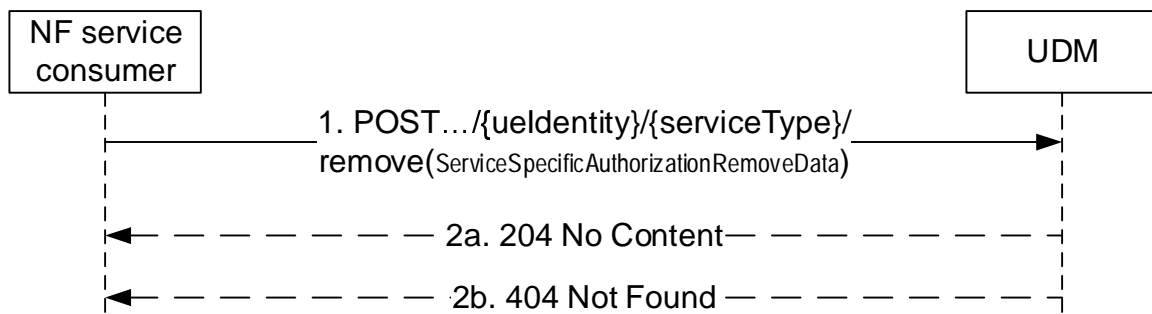 NF service
consumer
UDM
1. POST…/{ueIdentity}/{serviceType}/
remove(ServiceSpecificAuthorizationRemoveData)
2a. 204 No Content
2b. 404 Not Found